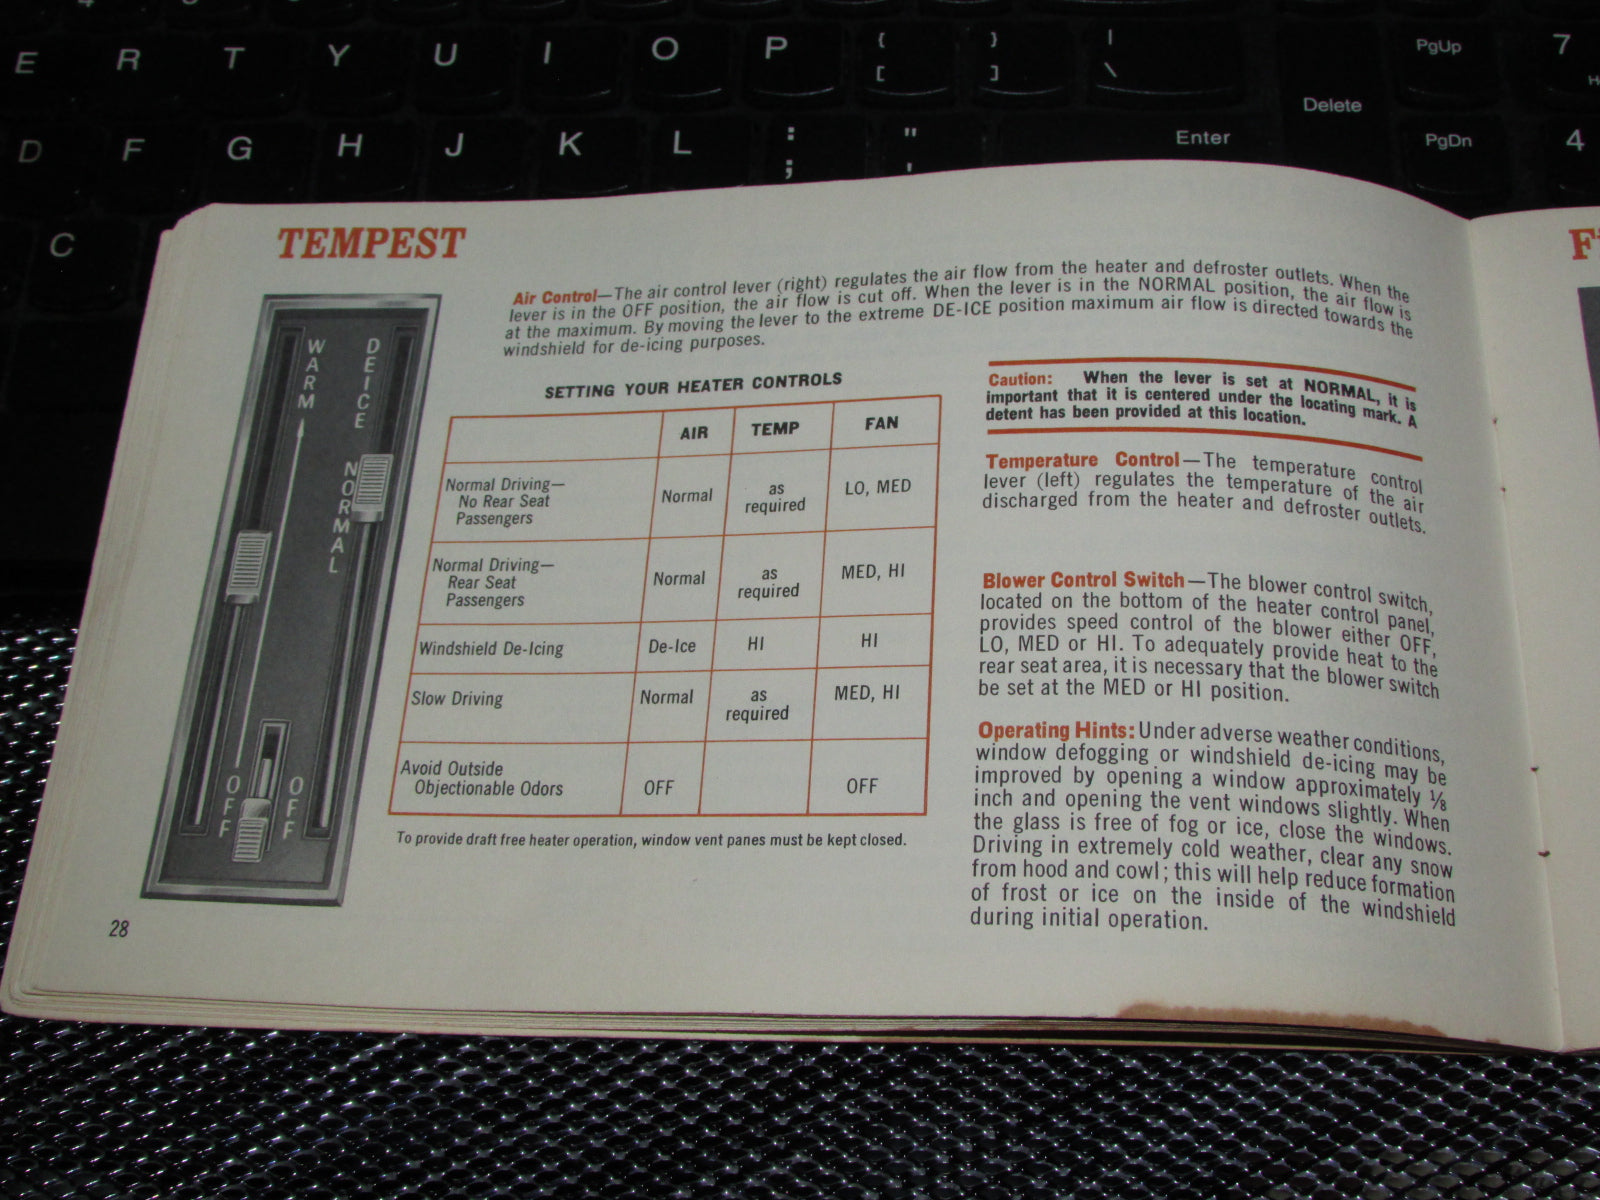 E R T Y U I O P { [ } ] | \ PgUp 7
Delete
D F G H J K L : ; " ' Enter PgDn 4
C
TEMPEST
Air Control—The air control lever (right) regulates the air flow from the heater and defroster outlets. When the
lever is in the OFF position, the air flow is cut off. When the lever is in the NORMAL position, the air flow is
at the maximum. By moving the lever to the extreme DE-ICE position maximum air flow is directed towards the
windshield for de-icing purposes.
WARM
DEICE
NORMAL
OFF
OFF
SETTING YOUR HEATER CONTROLS
AIR TEMP FAN
Normal Driving—
No Rear Seat
Passengers
Normal
as
required
LO, MED
Normal Driving—
Rear Seat
Passengers
Normal
as
required
MED, HI
Windshield De-Icing De-Ice HI HI
Slow Driving Normal
as
required
MED, HI
Avoid Outside
Objectionable Odors
OFF OFF
To provide draft free heater operation, window vent panes must be kept closed.
Caution: When the lever is set at NORMAL, it is
important that it is centered under the locating mark. A
detent has been provided at this location.
Temperature Control—The temperature control
lever (left) regulates the temperature of the air
discharged from the heater and defroster outlets.
Blower Control Switch—The blower control switch,
located on the bottom of the heater control panel,
provides speed control of the blower either OFF,
LO, MED or HI. To adequately provide heat to the
rear seat area, it is necessary that the blower switch
be set at the MED or HI position.
Operating Hints: Under adverse weather conditions,
window defogging or windshield de-icing may be
improved by opening a window approximately ⅛
inch and opening the vent windows slightly. When
the glass is free of fog or ice, close the windows.
Driving in extremely cold weather, clear any snow
from hood and cowl; this will help reduce formation
of frost or ice on the inside of the windshield
during initial operation.
28